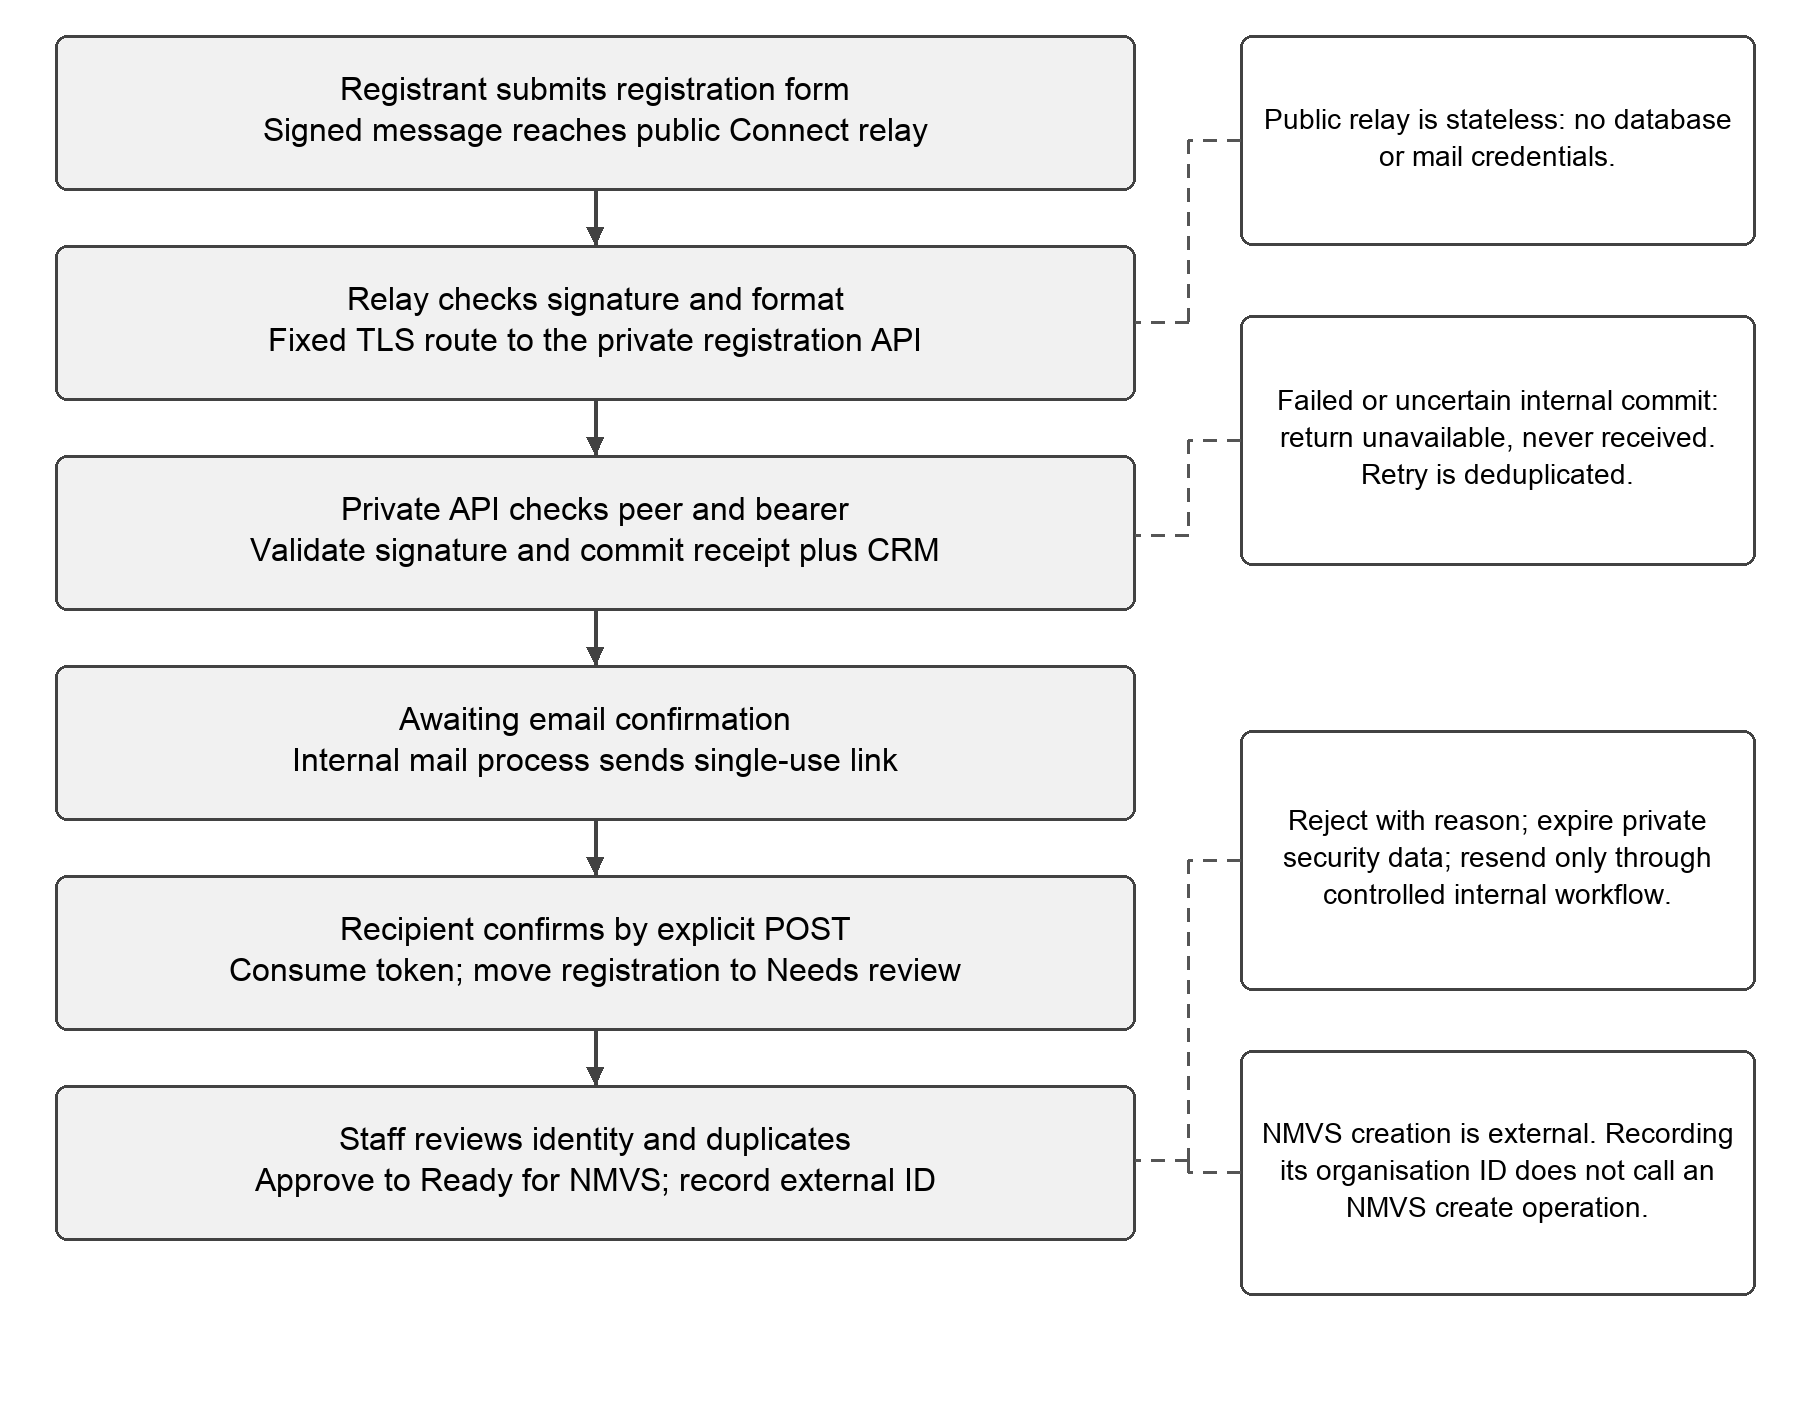 Registrant submits registration form
Signed message reaches public Connect relay
Public relay is stateless: no database
or mail credentials.
Relay checks signature and format
Fixed TLS route to the private registration API
Failed or uncertain internal commit:
return unavailable, never received.
Retry is deduplicated.
Private API checks peer and bearer
Validate signature and commit receipt plus CRM
Awaiting email confirmation
Internal mail process sends single-use link
Reject with reason; expire private
security data; resend only through
controlled internal workflow.
Recipient confirms by explicit POST
Consume token; move registration to Needs review
Staff reviews identity and duplicates
Approve to Ready for NMVS; record external ID
NMVS creation is external. Recording
its organisation ID does not call an
NMVS create operation.